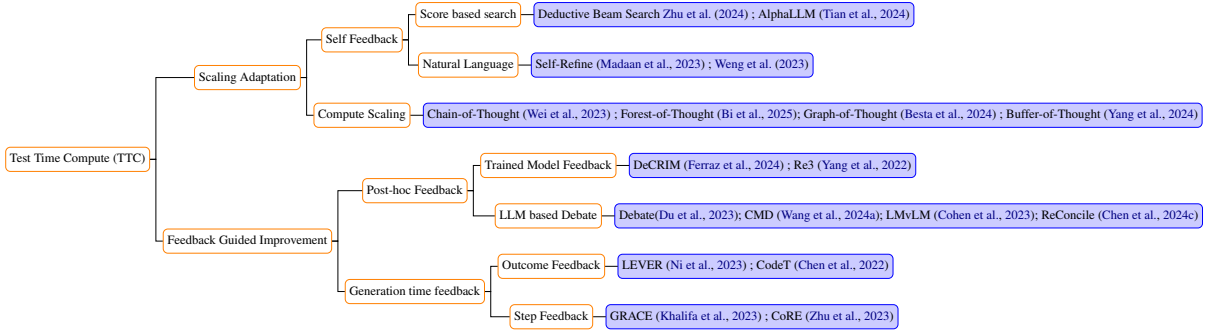 Score based search
Deductive Beam Search Zhu et al. (2024) ; AlphaLLM (Tian et al., 2024)
Self Feedback
Natural Language
Self-Refine (Madaan et al., 2023) ; Weng et al. (2023)
Scaling Adaptation
Compute Scaling
Chain-of-Thought (Wei et al., 2023) ; Forest-of-Thought (Bi et al., 2025); Graph-of-Thought (Besta et al., 2024) ; Buffer-of-Thought (Yang et al., 2024)
Test Time Compute (TTC)
Trained Model Feedback
DeCRIM (Ferraz et al., 2024) ; Re3 (Yang et al., 2022)
Post-hoc Feedback
LLM based Debate
Debate(Du et al., 2023); CMD (Wang et al., 2024a); LMvLM (Cohen et al., 2023); ReConcile (Chen et al., 2024c)
Feedback Guided Improvement
Outcome Feedback
LEVER (Ni et al., 2023) ; CodeT (Chen et al., 2022)
Generation time feedback
Step Feedback
GRACE (Khalifa et al., 2023) ; CoRE (Zhu et al., 2023)